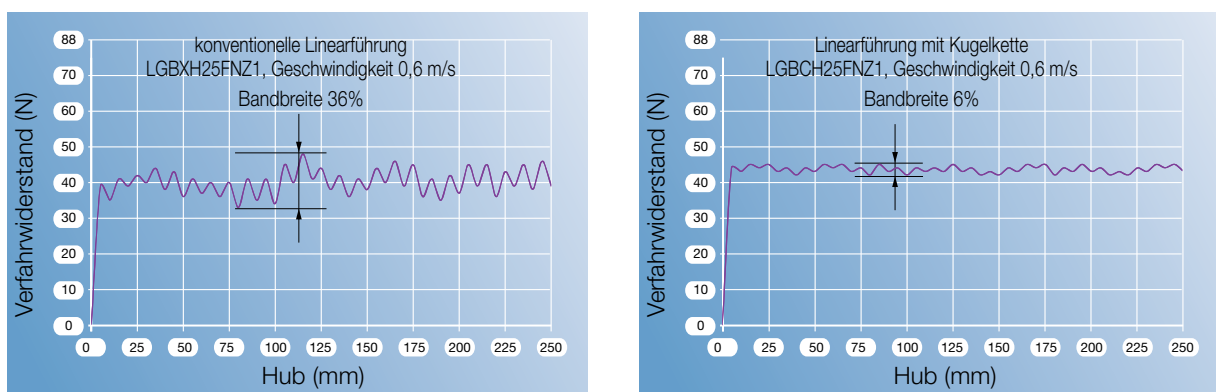 konventionelle Linearführung
LGBXH25FNZ1, Geschwindigkeit 0,6 m/s
Bandbreite 36%
Verfahrwiderstand (N)
88
70
60
50
40
30
20
10
0
0 25 50 75 100 125 150 175 200 225 250
Hub (mm)
Linearführung mit Kugelkette
LGBCH25FNZ1, Geschwindigkeit 0,6 m/s
Bandbreite 6%
Verfahrwiderstand (N)
88
70
60
50
40
30
20
10
0
0 25 50 75 100 125 150 175 200 225 250
Hub (mm)